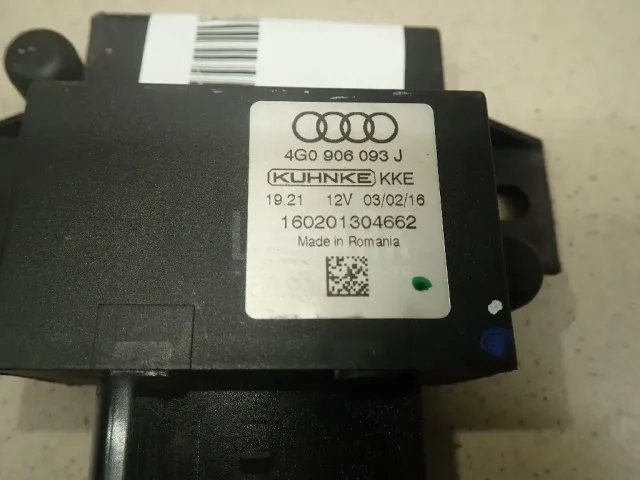 4G0 906 093 J
KUHNKE KKE
19.21 12V 03/02/16
160201304662
Made in Romania